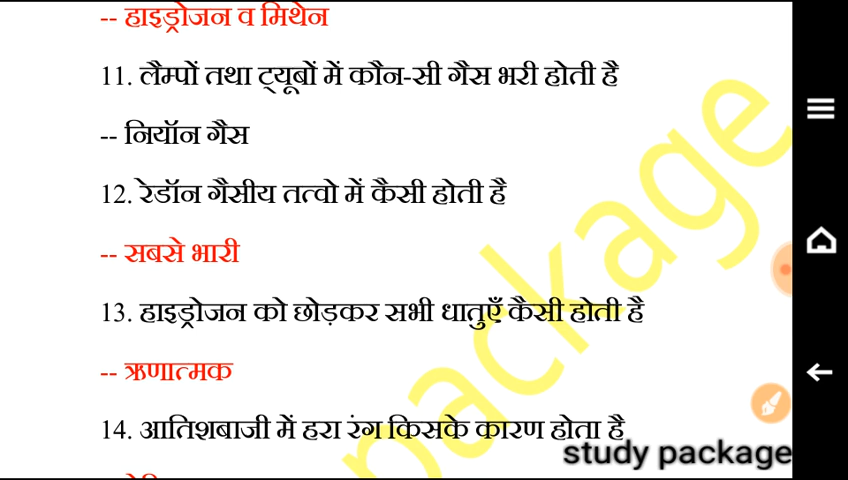 -- हाइड्रोजन व मिथेन
11. लैम्पों तथा ट्यूबों में कौन-सी गैस भरी होती है
-- नियॉन गैस
12. रेडॉन गैसीय तत्वो में कैसी होती है
-- सबसे भारी
13. हाइड्रोजन को छोड़कर सभी धातुएँ कैसी होती है
-- ऋणात्मक
14. आतिशबाजी में हरा रंग किसके कारण होता है
study package
package